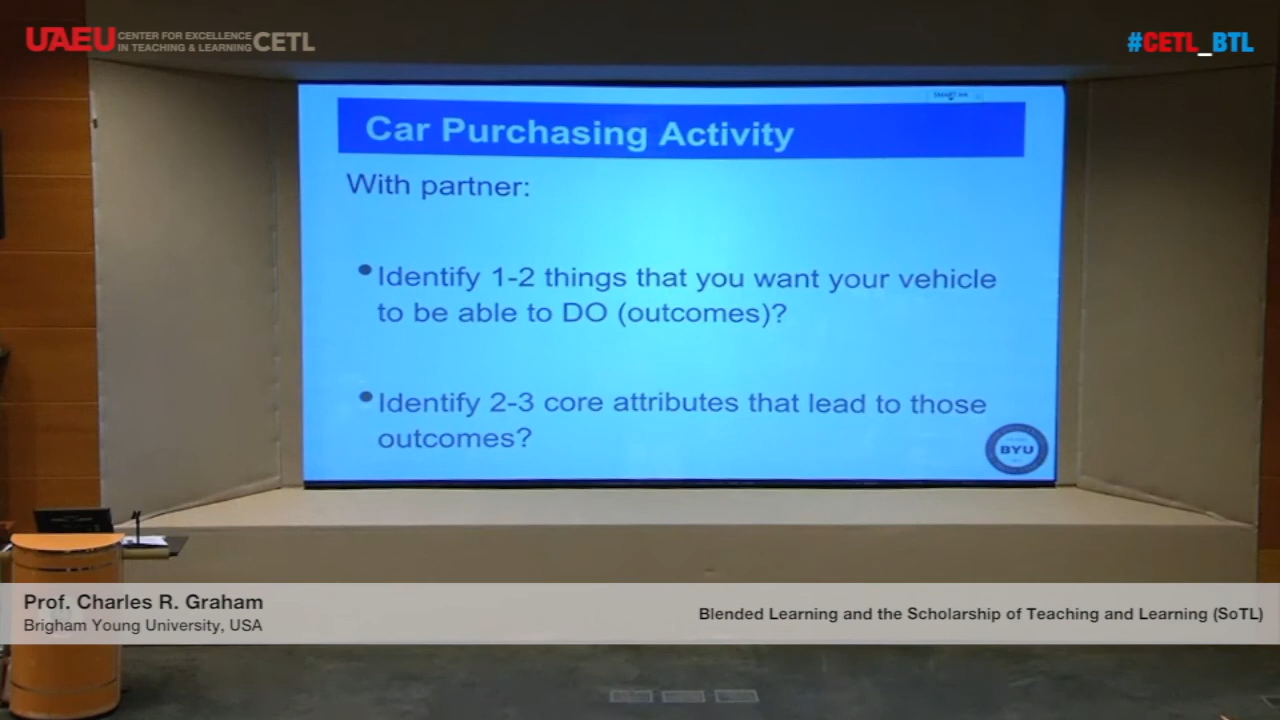 UAEU CENTER FOR EXCELLENCE
IN TEACHING & LEARNING CETL
#CETL_BTL
Car Purchasing Activity
With partner:
•Identify 1-2 things that you want your vehicle
to be able to DO (outcomes)?
•Identify 2-3 core attributes that lead to those
outcomes?
BYU
Prof. Charles R. Graham
Brigham Young University, USA
Blended Learning and the Scholarship of Teaching and Learning (SoTL)